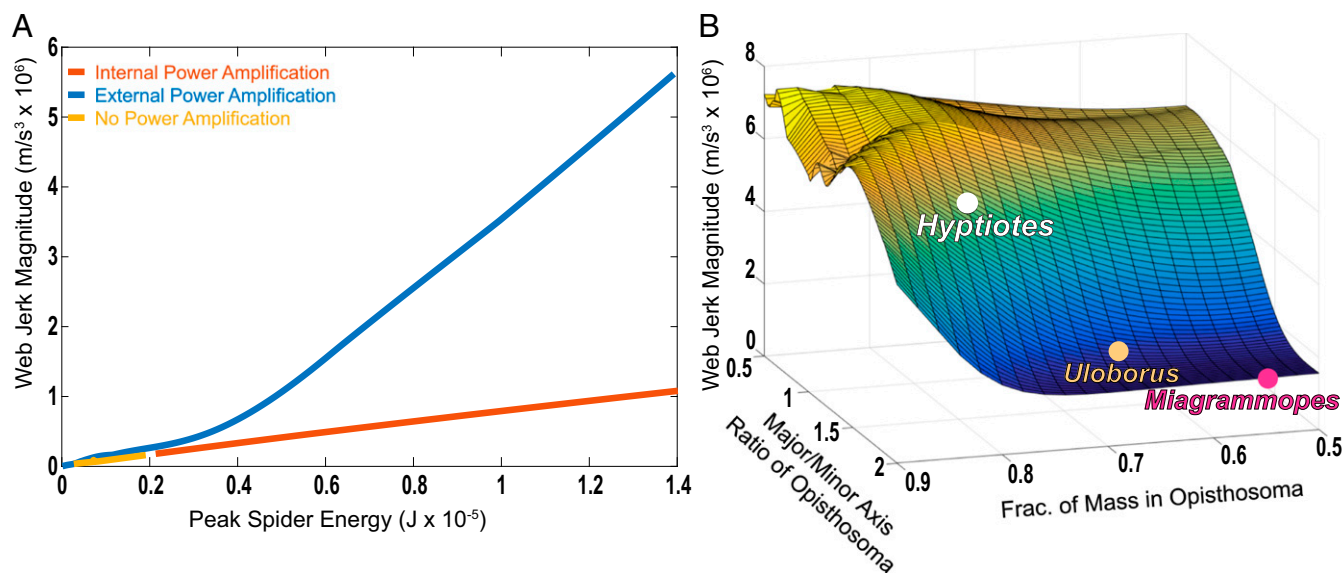 A
Web Jerk Magnitude (m/s³ x 10⁶)
6
5
4
3
2
1
0
Internal Power Amplification
External Power Amplification
No Power Amplification
0 0.2 0.4 0.6 0.8 1 1.2 1.4
Peak Spider Energy (J x 10⁻⁵)
B
Web Jerk Magnitude (m/s³ x 10⁶)
8
6
4
2
0
Hyptiotes
Uloborus
Miagrammopes
0.5
1
1.5
2
Major/Minor Axis
Ratio of Opisthosoma
0.9 0.8 0.7 0.6 0.5
Frac. of Mass in Opisthosoma